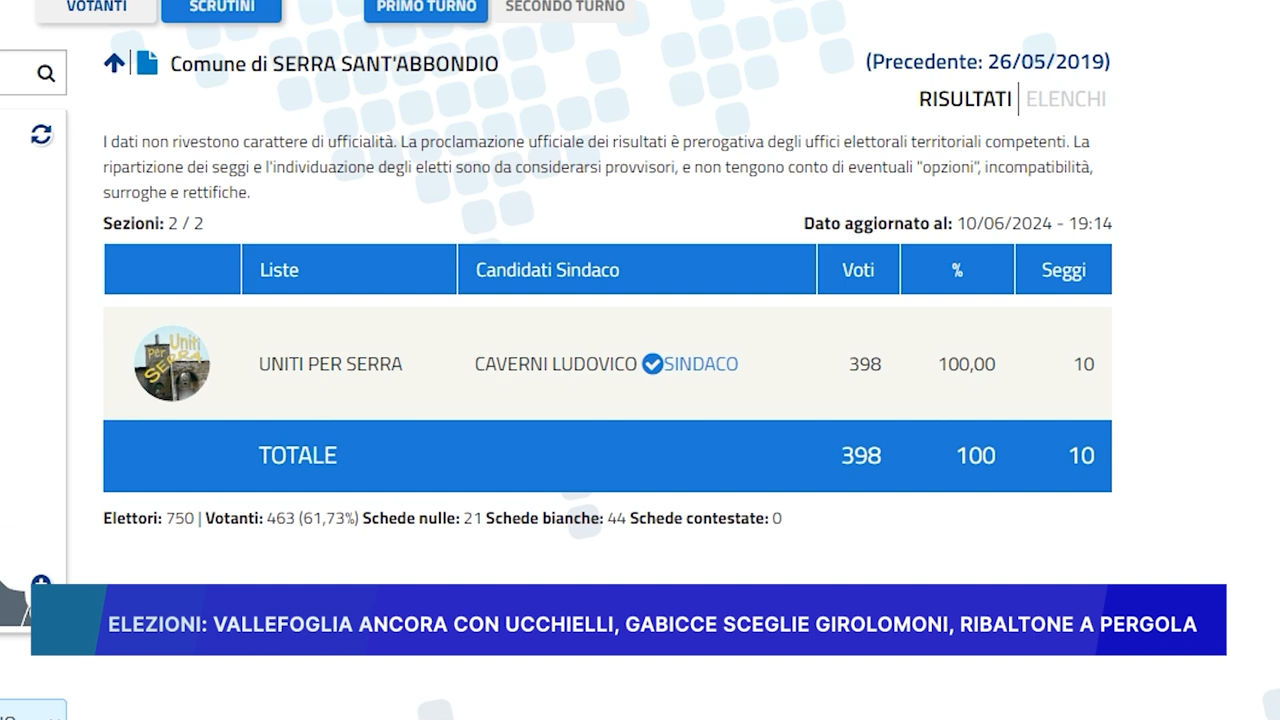 VOTANTI SCRUTINI PRIMO TURNO SECONDO TURNO
Comune di SERRA SANT'ABBONDIO (Precedente: 26/05/2019)
RISULTATI ELENCHI
I dati non rivestono carattere di ufficialità. La proclamazione ufficiale dei risultati è prerogativa degli uffici elettorali territoriali competenti. La
ripartizione dei seggi e l'individuazione degli eletti sono da considerarsi provvisori, e non tengono conto di eventuali "opzioni", incompatibilità,
surroghe e rettifiche.
Sezioni: 2 / 2 Dato aggiornato al: 10/06/2024 - 19:14
Liste Candidati Sindaco Voti % Seggi
Uniti
Per
SERRA
UNITI PER SERRA CAVERNI LUDOVICO SINDACO 398 100,00 10
TOTALE 398 100 10
Elettori: 750 | Votanti: 463 (61,73%) Schede nulle: 21 Schede bianche: 44 Schede contestate: 0
ELEZIONI: VALLEFOGLIA ANCORA CON UCCHIELLI, GABICCE SCEGLIE GIROLOMONI, RIBALTONE A PERGOLA